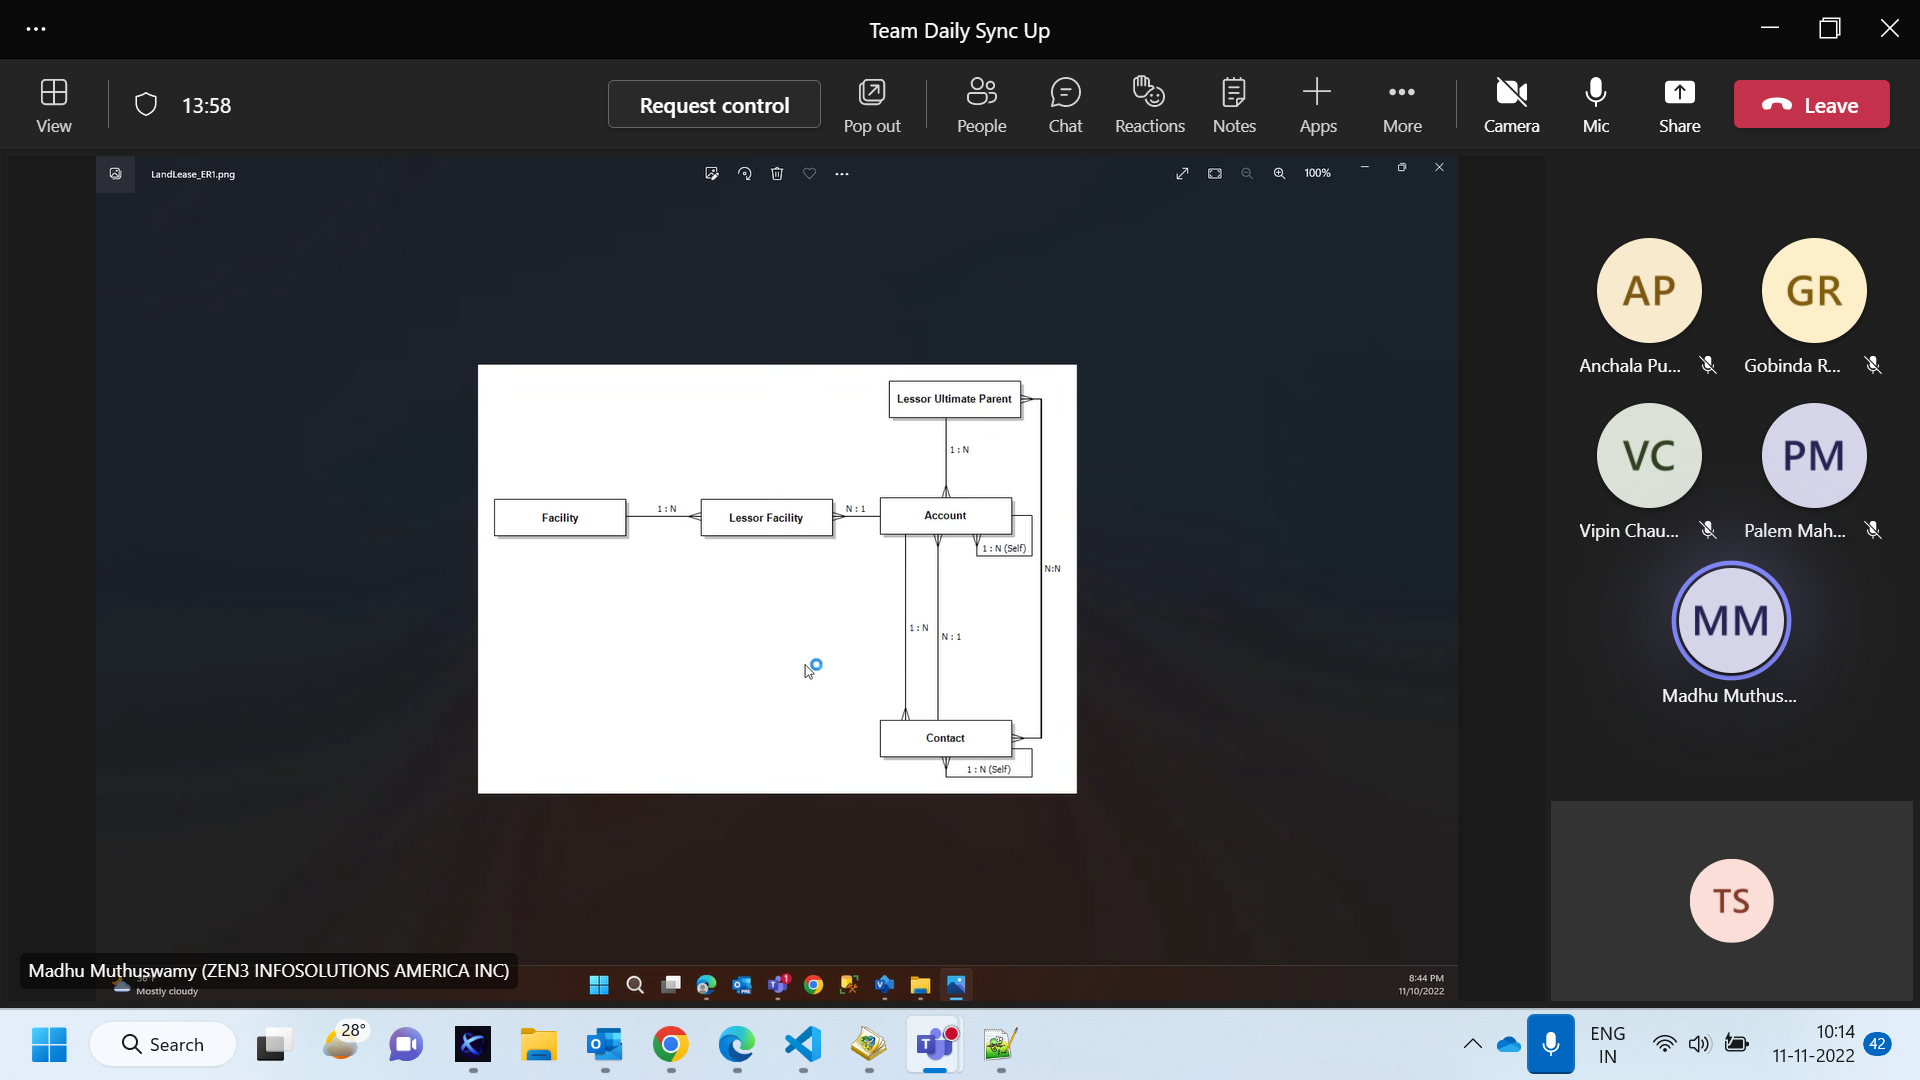 Team Daily Sync Up
View
13:58
Request control
Pop out
People
Chat
Reactions
Notes
Apps
More
Camera
Mic
Share
Leave
LandLease_ER1.png
100%
Lessor Ultimate Parent
1 : N
Facility
1 : N
Lessor Facility
N : 1
Account
1 : N (Self)
N:N
1 : N
N : 1
Contact
1 : N (Self)
AP
GR
Anchala Pu...
Gobinda R...
VC
PM
Vipin Chau...
Palem Mah...
MM
Madhu Muthus...
TS
Madhu Muthuswamy (ZEN3 INFOSOLUTIONS AMERICA INC)
Mostly cloudy
1
8:44 PM
11/10/2022
Search
28°
ENG
IN
10:14
11-11-2022
42